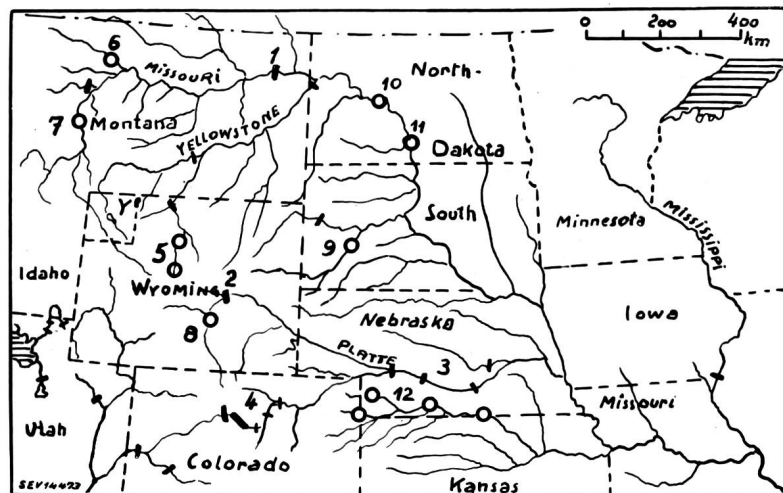 0 200 400
km
6
Missouri
1
North-
10
7
Montana
Yellowstone
11
Dakota
Y
South
Minnesota
Mississippi
5
9
Idaho
Wyoming
2
Iowa
Nebraska
8
Platte
3
4
12
Missouri
Utah
Colorado
Kansas
SEV14473